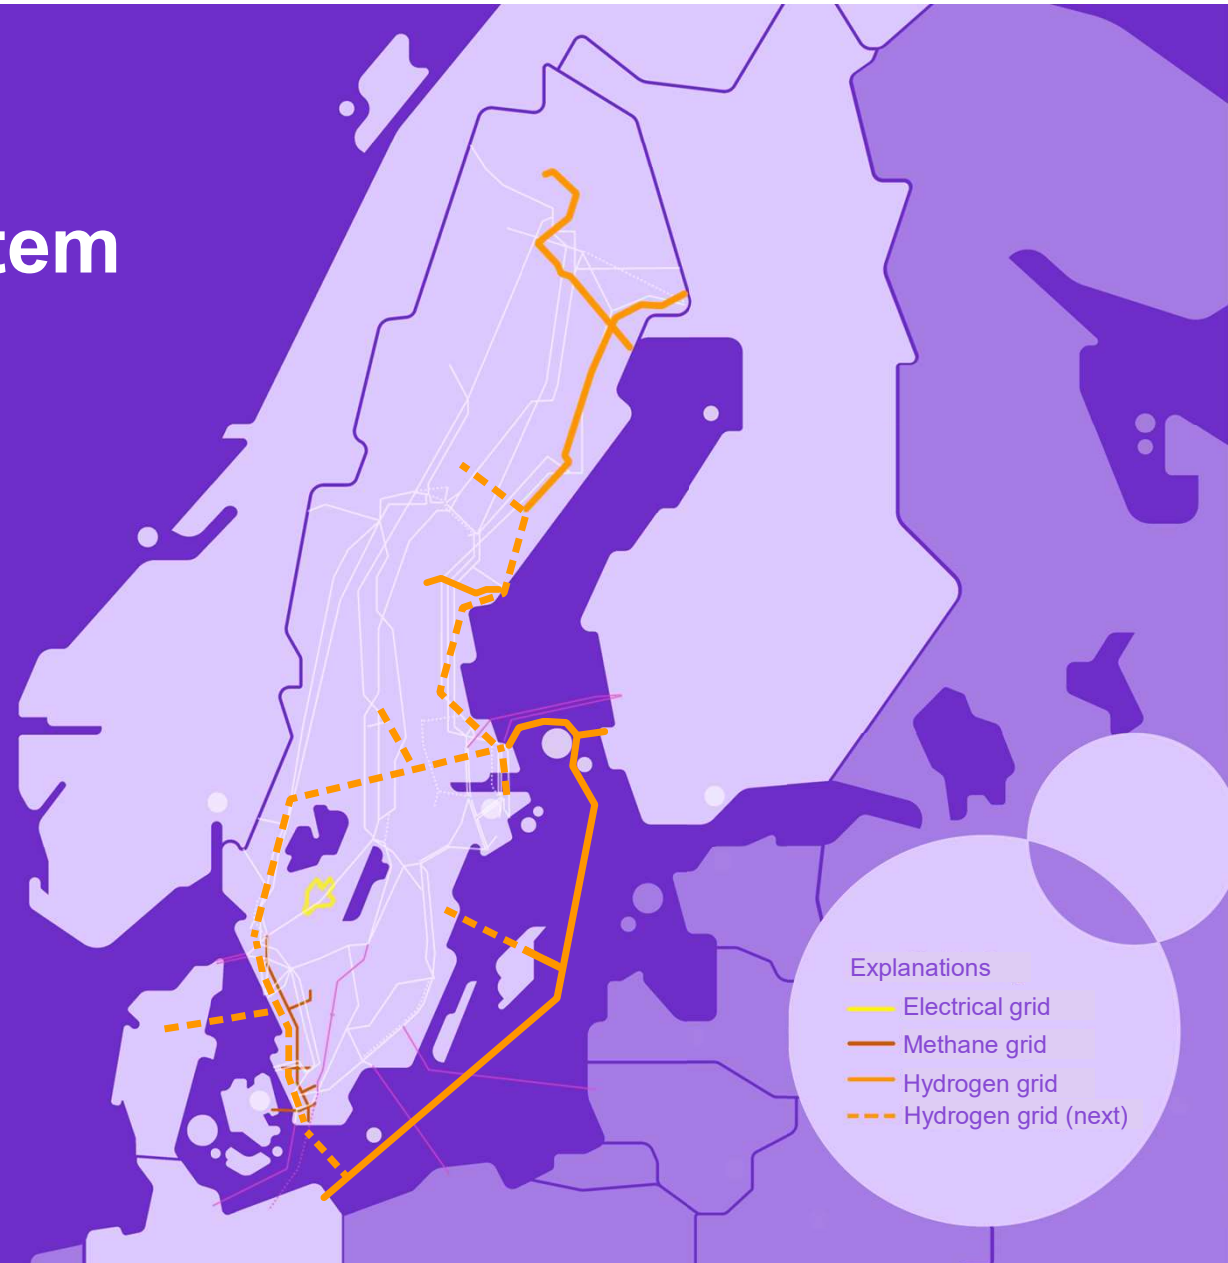 tem
Explanations
Electrical grid
Methane grid
Hydrogen grid
Hydrogen grid (next)